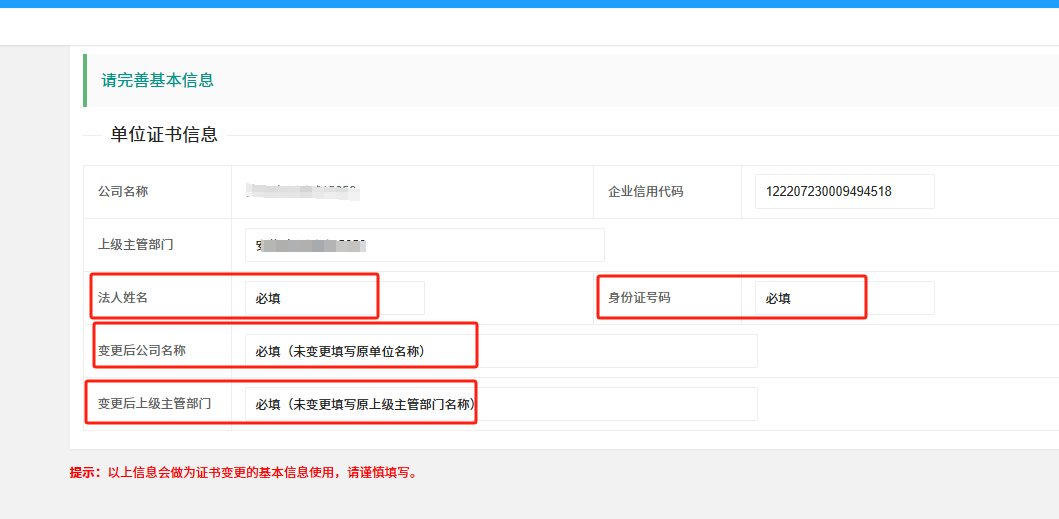 请完善基本信息
单位证书信息
公司名称
企业信用代码 122207230009494518
上级主管部门
法人姓名 必填 身份证号码 必填
变更后公司名称 必填（未变更填写原单位名称）
变更后上级主管部门 必填（未变更填写原上级主管部门名称）
提示：以上信息会做为证书变更的基本信息使用，请谨慎填写。